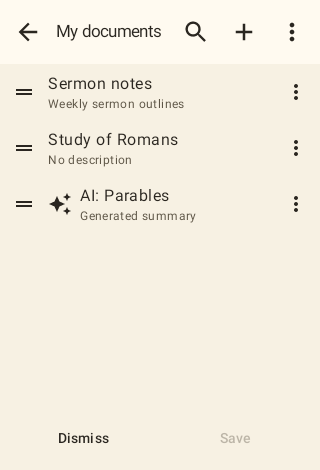 My documents
Sermon notes
Weekly sermon outlines
Study of Romans
No description
AI: Parables
Generated summary
Dismiss
Save